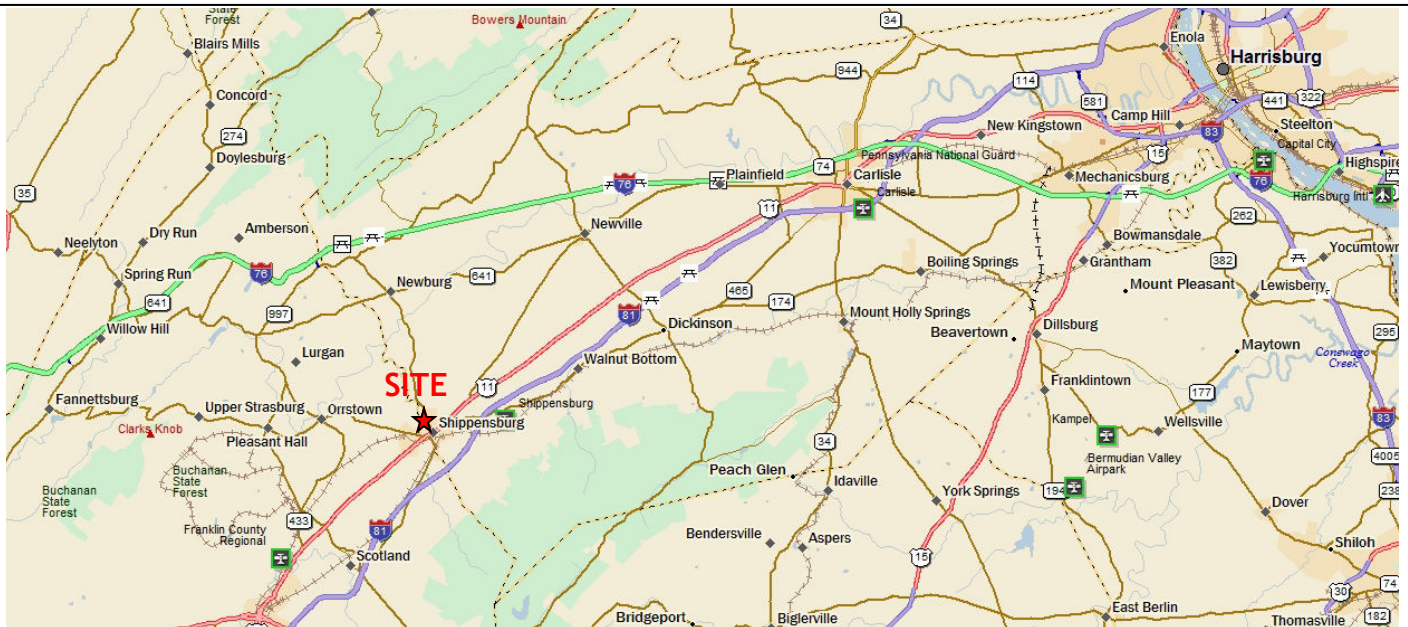 State
Forest
Bowers Mountain
34
Enola
Blairs Mills
Harrisburg
944
114
Concord
581
441
322
274
New Kingstown
Camp Hill
Steelton
83
Capital City
Doylesburg
74
Pennsylvania National Guard
15
Highspire
35
76
Plainfield
Carlisle
Mechanicsburg
76
Carlisle
Harrisburg Intl
11
262
Neelyton
Dry Run
Amberson
Newville
Bowmansdale
Yocumtown
76
Spring Run
641
Boiling Springs
Grantham
382
Newburg
465
174
Mount Pleasant
Lewisberry
641
997
81
Mount Holly Springs
Willow Hill
Dickinson
Beavertown
Dillsburg
295
Lurgan
Walnut Bottom
Maytown
Conewago
Creek
SITE
11
Franklintown
177
Fannettsburg
Upper Strasburg
Orrstown
Shippensburg
Shippensburg
Kampel
83
Clarks Knob
Pleasant Hall
34
Wellsville
Bermudian Valley
Airpark
4005
Buchanan
State
Forest
Buchanan
State
Forest
Peach Glen
Idaville
York Springs
194
238
433
Dover
Franklin County
Regional
81
Bendersville
Aspers
15
Shiloh
Scotland
74
30
Bridgeport
Biglerville
East Berlin
Thomasville
182